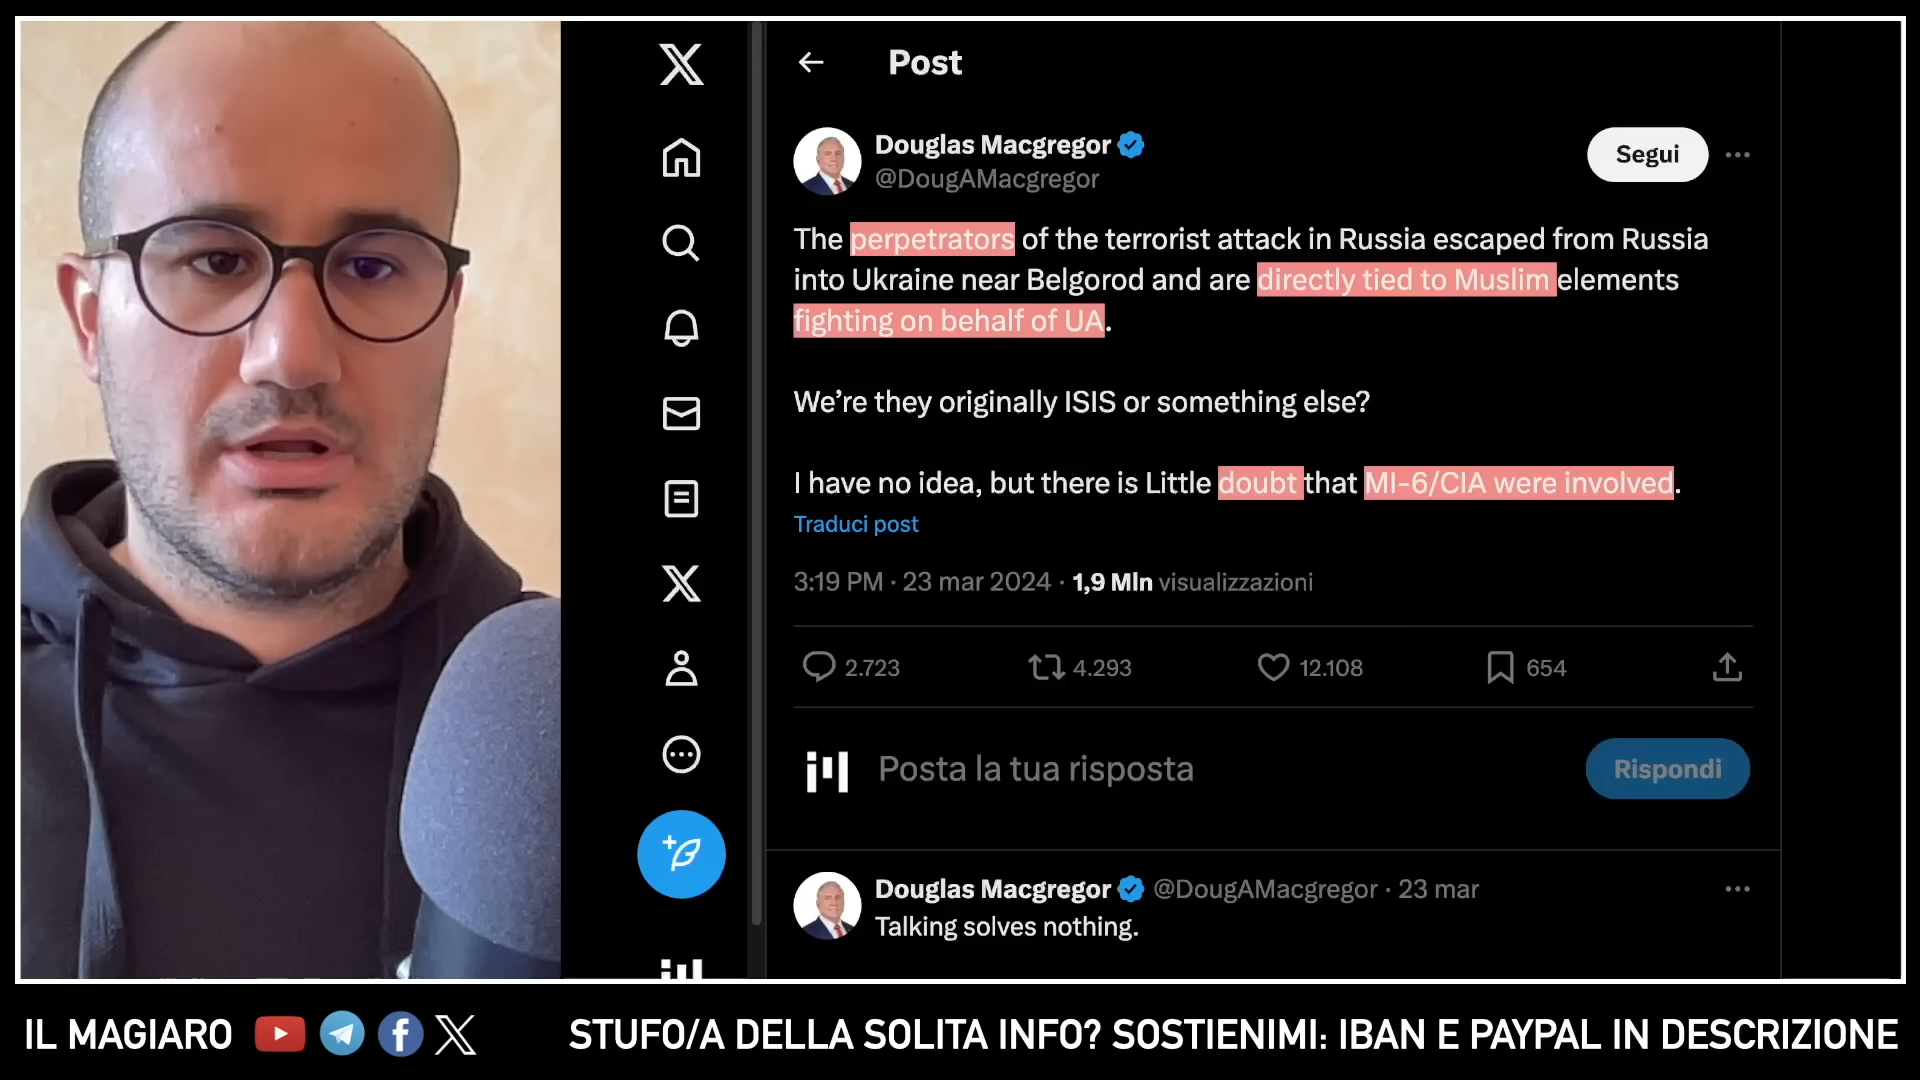 Post
Douglas Macgregor
@DougAMacgregor
Segui
The perpetrators of the terrorist attack in Russia escaped from Russia
into Ukraine near Belgorod and are directly tied to Muslim elements
fighting on behalf of UA.
We’re they originally ISIS or something else?
I have no idea, but there is Little doubt that MI-6/CIA were involved.
Traduci post
3:19 PM · 23 mar 2024 · 1,9 Mln visualizzazioni
2.723 4.293 12.108 654
Posta la tua risposta
Rispondi
Douglas Macgregor @DougAMacgregor · 23 mar
Talking solves nothing.
IL MAGIARO
STUFO/A DELLA SOLITA INFO? SOSTIENIMI: IBAN E PAYPAL IN DESCRIZIONE